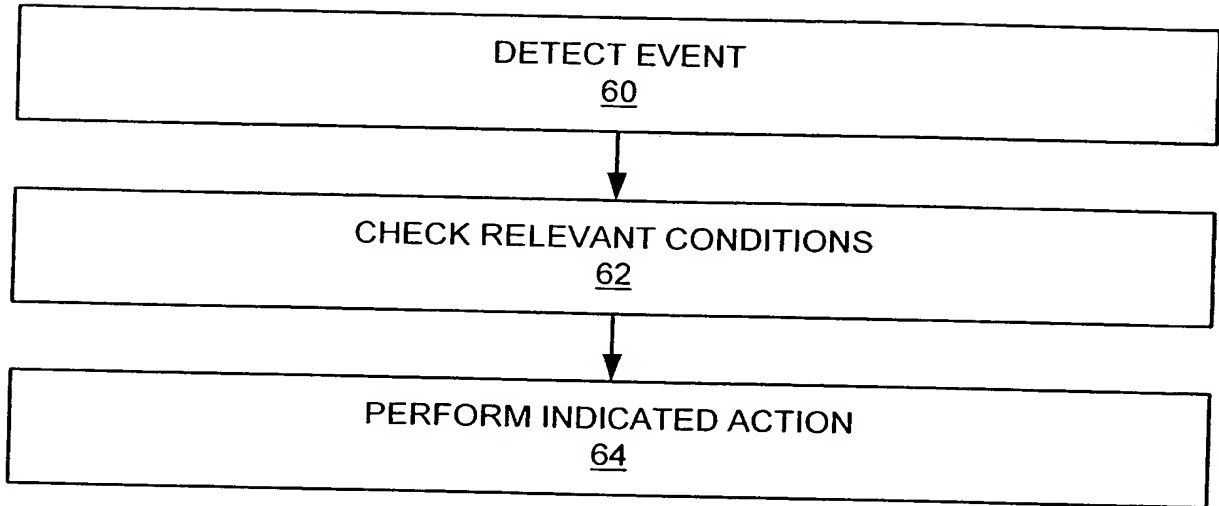 DETECT EVENT
60
CHECK RELEVANT CONDITIONS
62
PERFORM INDICATED ACTION
64